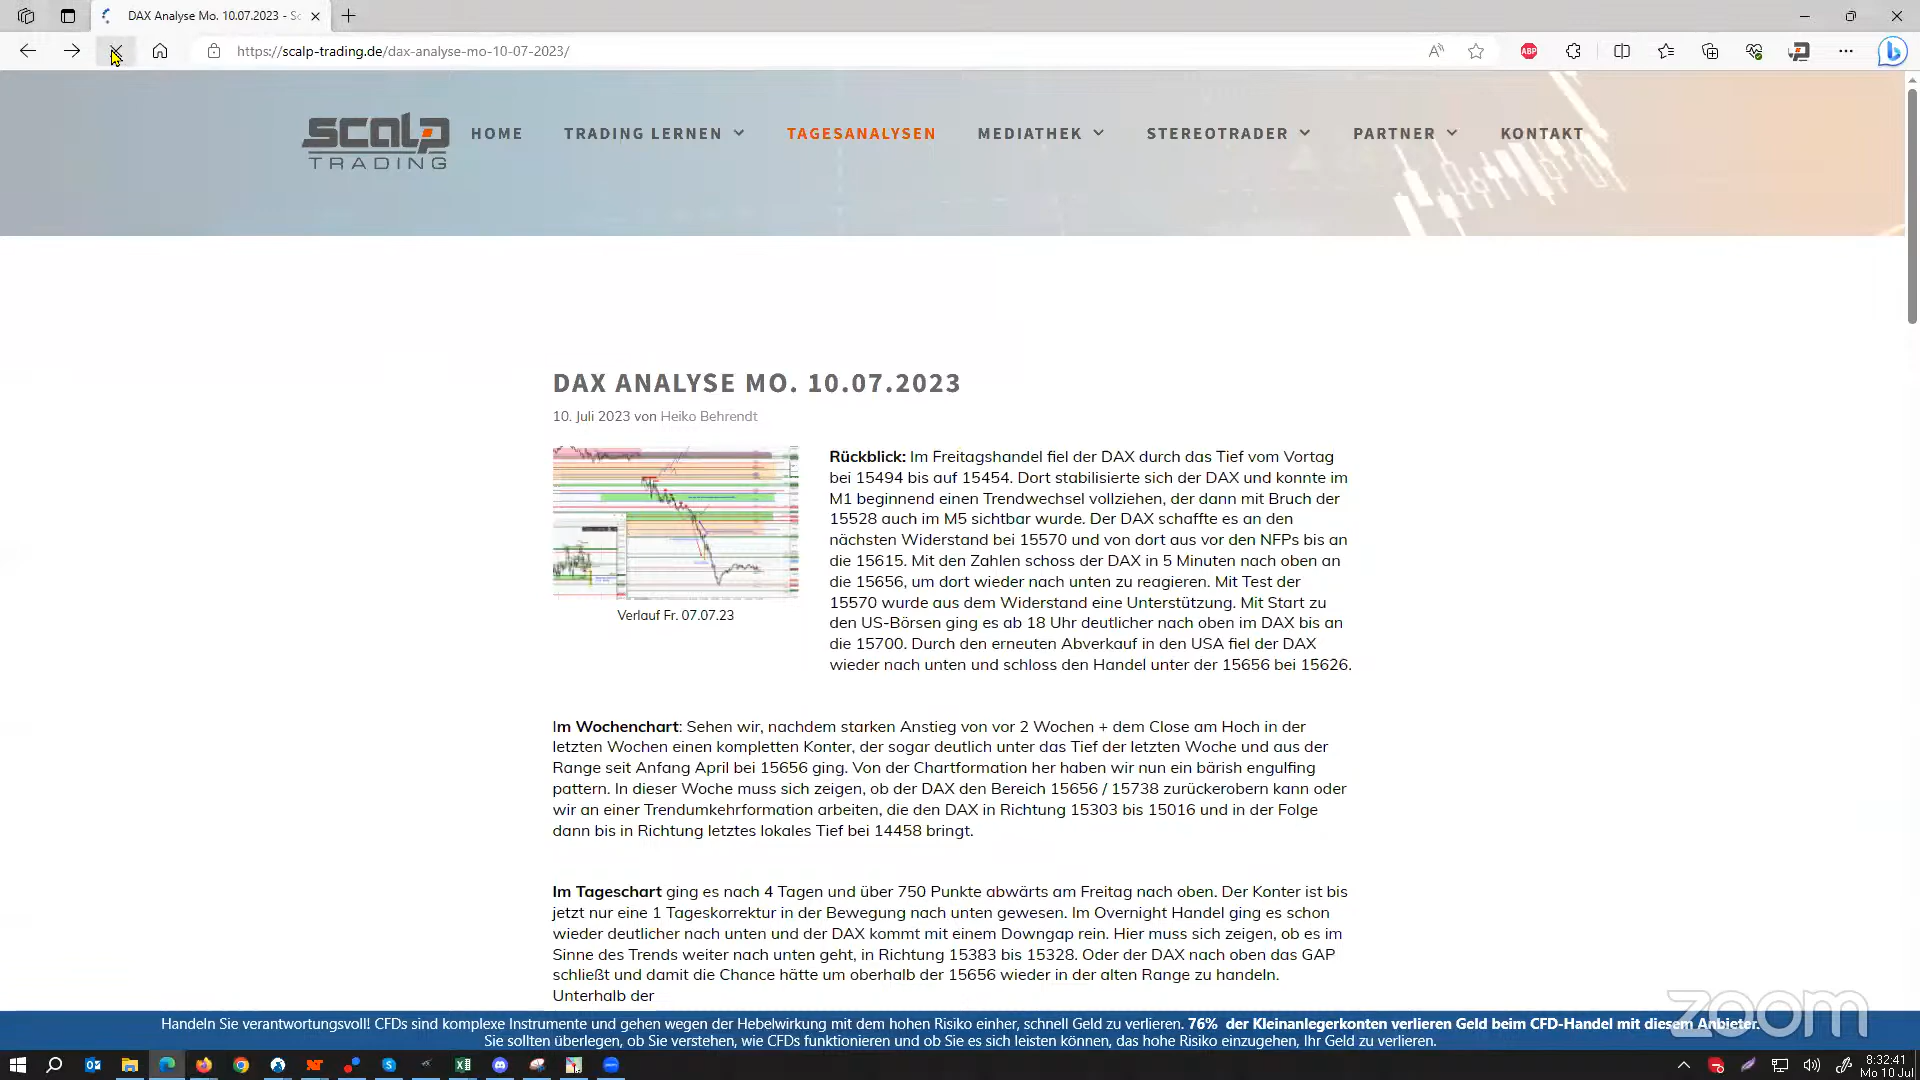 DAX Analyse Mo. 10.07.2023 - Sc
https://scalp-trading.de/dax-analyse-mo-10-07-2023/
ABP
scalp
TRADING
HOME
TRADING LERNEN
TAGESANALYSEN
MEDIATHEK
STEREOTRADER
PARTNER
KONTAKT
DAX ANALYSE MO. 10.07.2023
10. Juli 2023 von Heiko Behrendt
Verlauf Fr. 07.07.23
Rückblick: Im Freitagshandel fiel der DAX durch das Tief vom Vortag
bei 15494 bis auf 15454. Dort stabilisierte sich der DAX und konnte im
M1 beginnend einen Trendwechsel vollziehen, der dann mit Bruch der
15528 auch im M5 sichtbar wurde. Der DAX schaffte es an den
nächsten Widerstand bei 15570 und von dort aus vor den NFPs bis an
die 15615. Mit den Zahlen schoss der DAX in 5 Minuten nach oben an
die 15656, um dort wieder nach unten zu reagieren. Mit Test der
15570 wurde aus dem Widerstand eine Unterstützung. Mit Start zu
den US-Börsen ging es ab 18 Uhr deutlicher nach oben im DAX bis an
die 15700. Durch den erneuten Abverkauf in den USA fiel der DAX
wieder nach unten und schloss den Handel unter der 15656 bei 15626.
Im Wochenchart: Sehen wir, nachdem starken Anstieg von vor 2 Wochen + dem Close am Hoch in der
letzten Wochen einen kompletten Konter, der sogar deutlich unter das Tief der letzten Woche und aus der
Range seit Anfang April bei 15656 ging. Von der Chartformation her haben wir nun ein bärish engulfing
pattern. In dieser Woche muss sich zeigen, ob der DAX den Bereich 15656 / 15738 zurückerobern kann oder
wir an einer Trendumkehrformation arbeiten, die den DAX in Richtung 15303 bis 15016 und in der Folge
dann bis in Richtung letztes lokales Tief bei 14458 bringt.
Im Tageschart ging es nach 4 Tagen und über 750 Punkte abwärts am Freitag nach oben. Der Konter ist bis
jetzt nur eine 1 Tageskorrektur in der Bewegung nach unten gewesen. Im Overnight Handel ging es schon
wieder deutlicher nach unten und der DAX kommt mit einem Downgap rein. Hier muss sich zeigen, ob es im
Sinne des Trends weiter nach unten geht, in Richtung 15383 bis 15328. Oder der DAX nach oben das GAP
schließt und damit die Chance hätte um oberhalb der 15656 wieder in der alten Range zu handeln.
Unterhalb der
zoom
Handeln Sie verantwortungsvoll! CFDs sind komplexe Instrumente und gehen wegen der Hebelwirkung mit dem hohen Risiko einher, schnell Geld zu verlieren. 76% der Kleinanlegerkonten verlieren Geld beim CFD-Handel mit diesem Anbieter.
Sie sollten überlegen, ob Sie verstehen, wie CFDs funktionieren und ob Sie es sich leisten können, das hohe Risiko einzugehen, Ihr Geld zu verlieren.
8:32:41
Mo 10 Jul